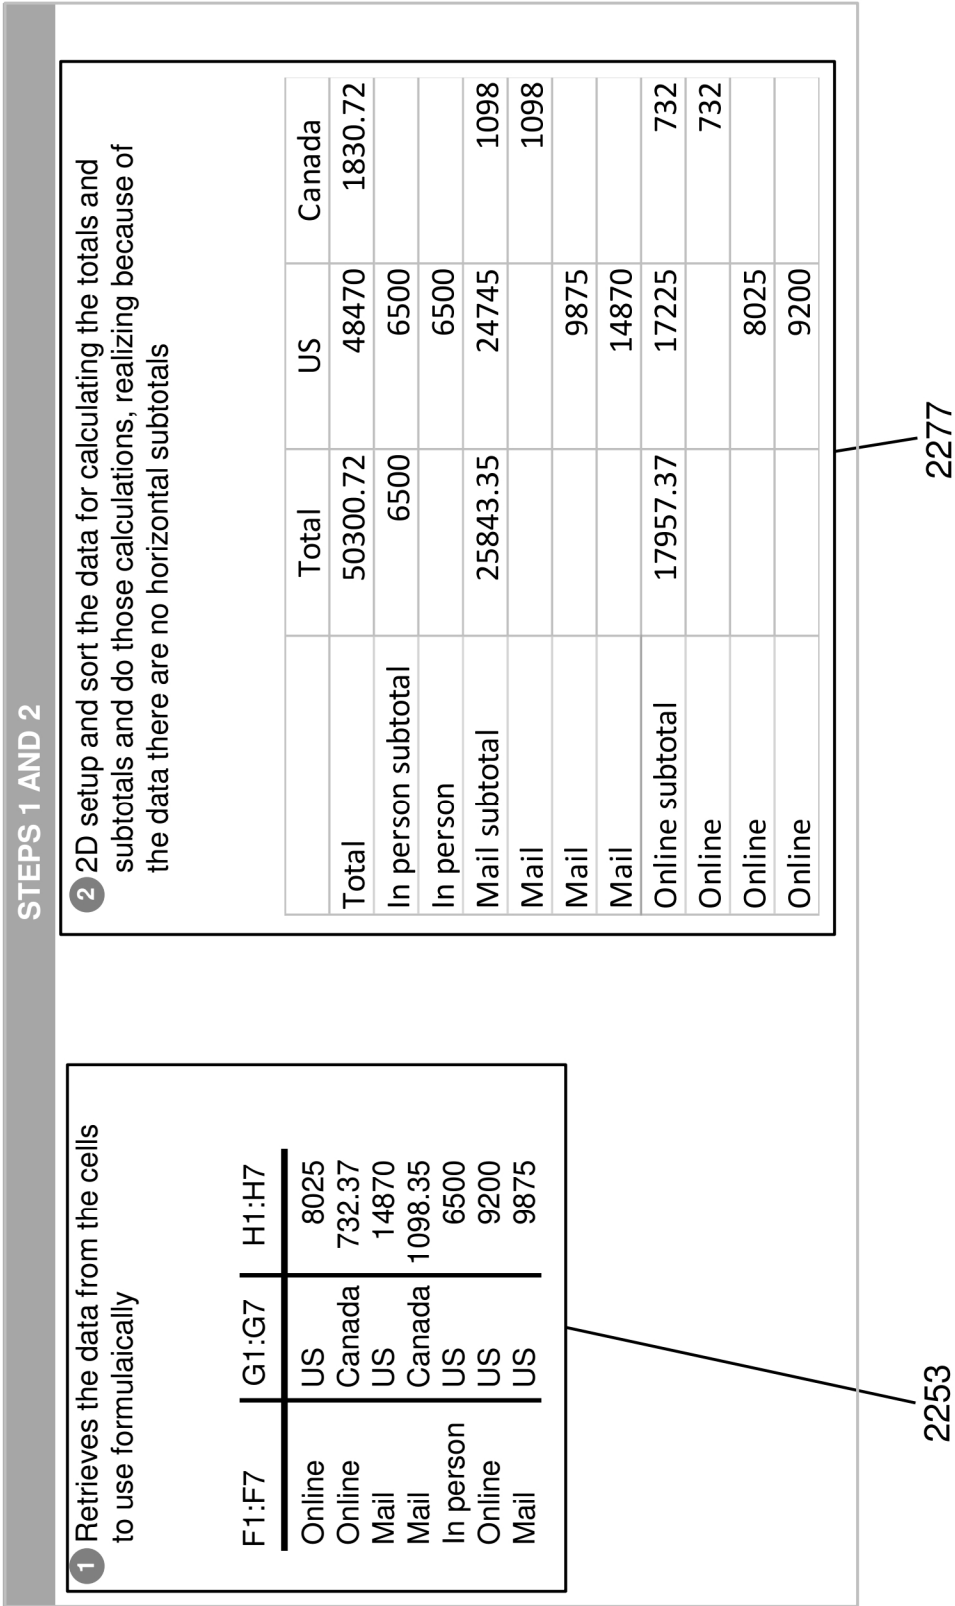 STEPS 1 AND 2
1 Retrieves the data from the cells
to use formulaically
F1:F7 G1:G7 H1:H7
Online US 8025
Online Canada 732.37
Mail US 14870
Mail Canada 1098.35
In person US 6500
Online US 9200
Mail US 9875
2253
2 2D setup and sort the data for calculating the totals and
subtotals and do those calculations, realizing because of
the data there are no horizontal subtotals
Total US Canada
Total 50300.72 48470 1830.72
In person subtotal 6500 6500
In person 6500
Mail subtotal 25843.35 24745 1098
Mail 1098
Mail 9875
Mail 14870
Online subtotal 17957.37 17225 732
Online 732
Online 8025
Online 9200
2277